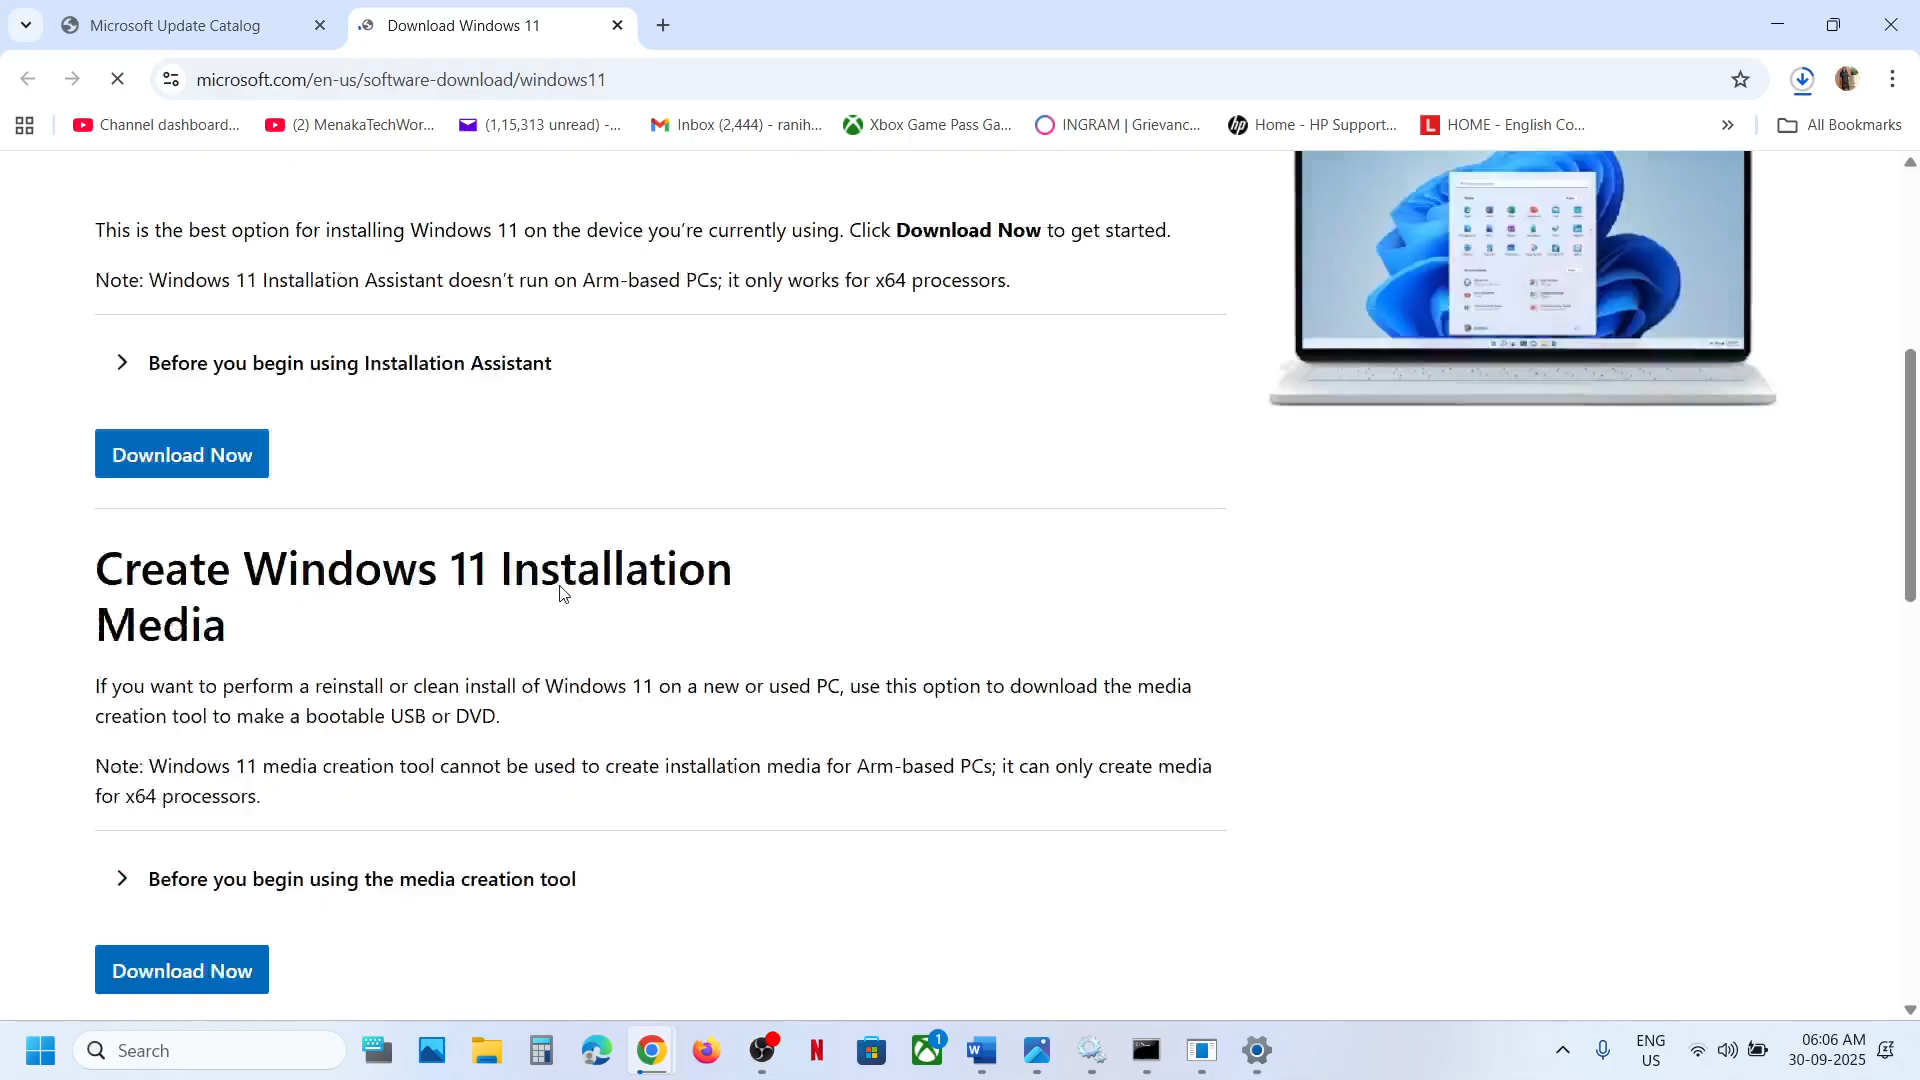 Microsoft Update Catalog
Download Windows 11
microsoft.com/en-us/software-download/windows11
Channel dashboard...
(2) MenakaTechWor...
(1,15,313 unread) -...
Inbox (2,444) - ranih...
Xbox Game Pass Ga...
INGRAM | Grievanc...
Home - HP Support...
HOME - English Co...
All Bookmarks
This is the best option for installing Windows 11 on the device you're currently using. Click Download Now to get started.
Note: Windows 11 Installation Assistant doesn't run on Arm-based PCs; it only works for x64 processors.
Before you begin using Installation Assistant
Download Now
Create Windows 11 Installation
Media
If you want to perform a reinstall or clean install of Windows 11 on a new or used PC, use this option to download the media
creation tool to make a bootable USB or DVD.
Note: Windows 11 media creation tool cannot be used to create installation media for Arm-based PCs; it can only create media
for x64 processors.
Before you begin using the media creation tool
Download Now
Search
1
ENG
US
06:06 AM
30-09-2025